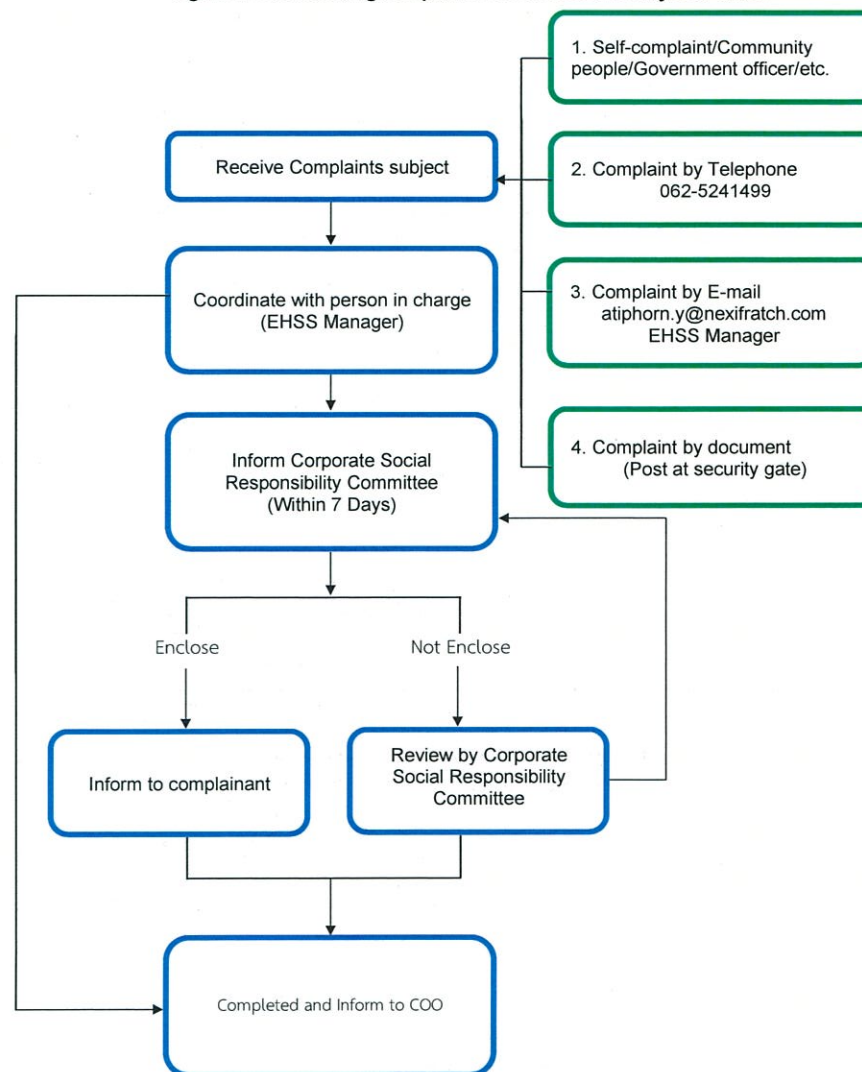 1. Self-complaint/Community
people/Government officer/etc.
Receive Complaints subject
2. Complaint by Telephone
062-5241499
Coordinate with person in charge
(EHSS Manager)
3. Complaint by E-mail
atiphorn.y@nexifratch.com
EHSS Manager
Inform Corporate Social
Responsibility Committee
(Within 7 Days)
4. Complaint by document
(Post at security gate)
Enclose
Not Enclose
Inform to complainant
Review by Corporate
Social Responsibility
Committee
Completed and Inform to COO